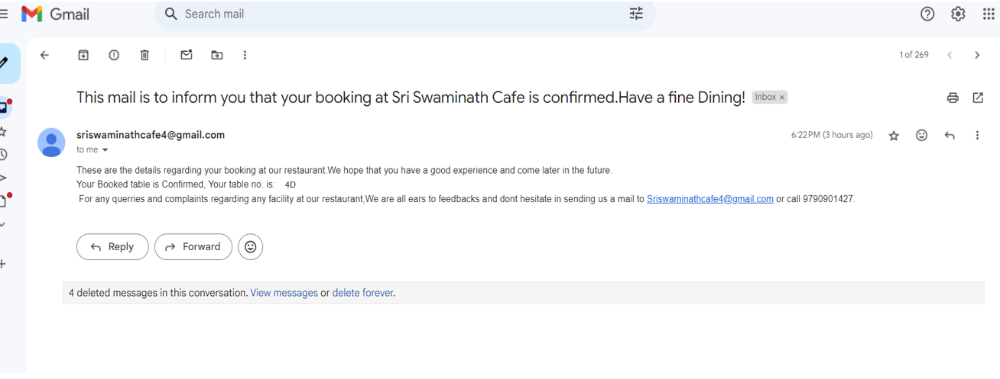 Gmail
Search mail
1 of 269
This mail is to inform you that your booking at Sri Swaminath Cafe is confirmed.Have a fine Dining! Inbox ×
sriswaminathcafe4@gmail.com 6:22 PM (3 hours ago)
to me
These are the details regarding your booking at our restaurant.We hope that you have a good experience and come later in the future.
Your Booked table is Confirmed, Your table no. is: 4D
For any querries and complaints regarding any facility at our restaurant,We are all ears to feedbacks and dont hesitate in sending us a mail to Sriswaminathcafe4@gmail.com or call 9790901427.
Reply Forward
4 deleted messages in this conversation. View messages or delete forever.